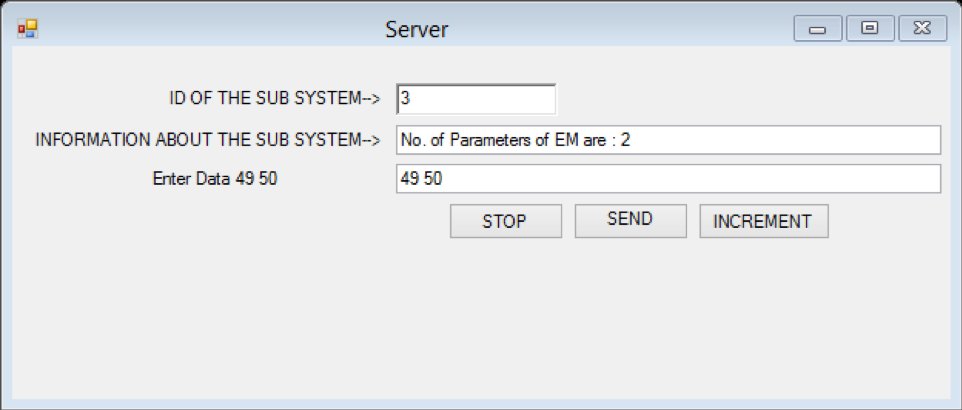 Server
ID OF THE SUB SYSTEM--> 3
INFORMATION ABOUT THE SUB SYSTEM--> No. of Parameters of EM are : 2
Enter Data 49 50 49 50
STOP SEND INCREMENT